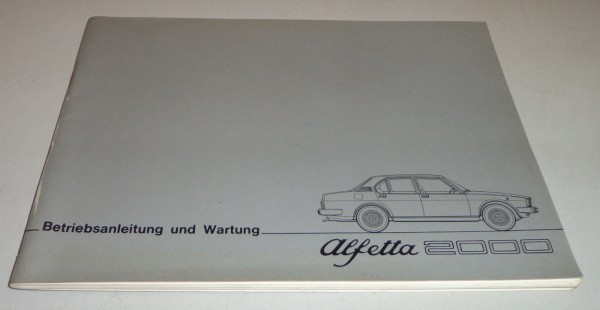 Betriebsanleitung und Wartung
alfetta 2000